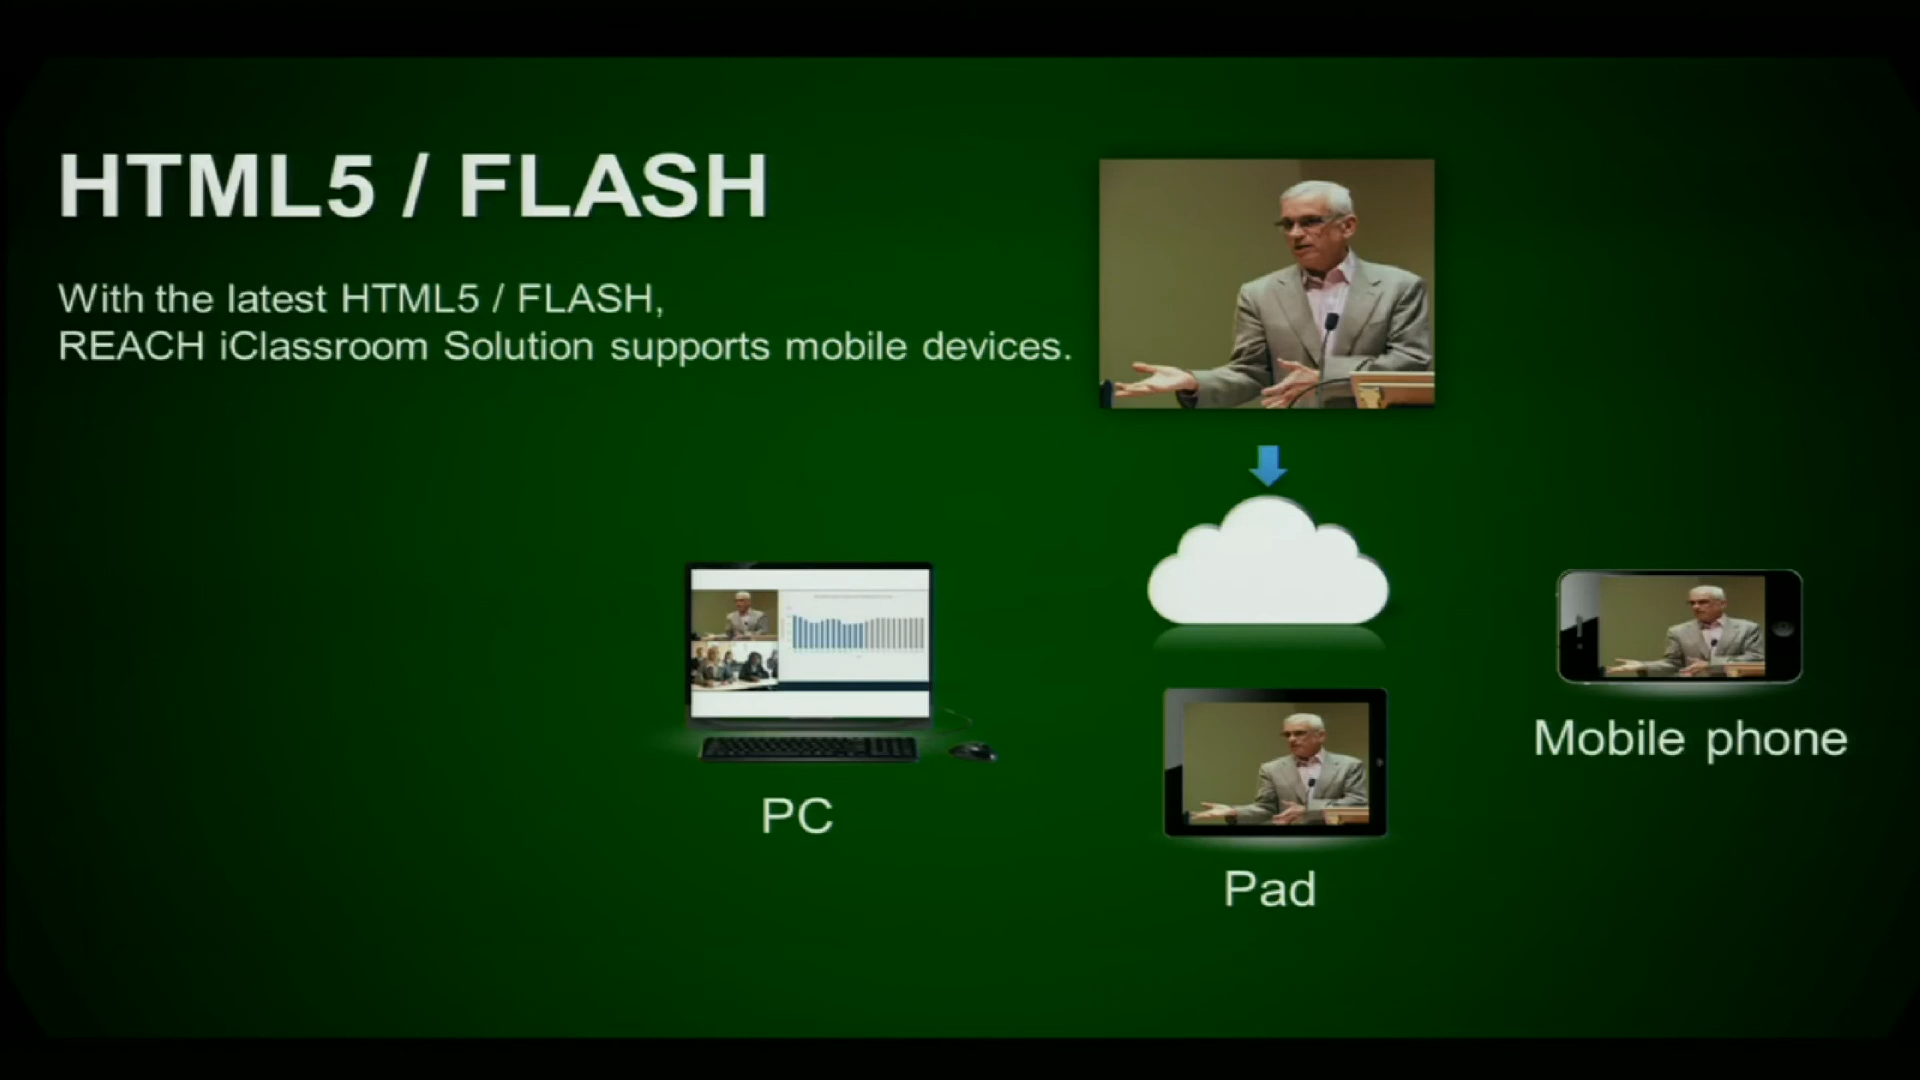 HTML5 / FLASH
With the latest HTML5 / FLASH,
REACH iClassroom Solution supports mobile devices.
PC
Pad
Mobile phone